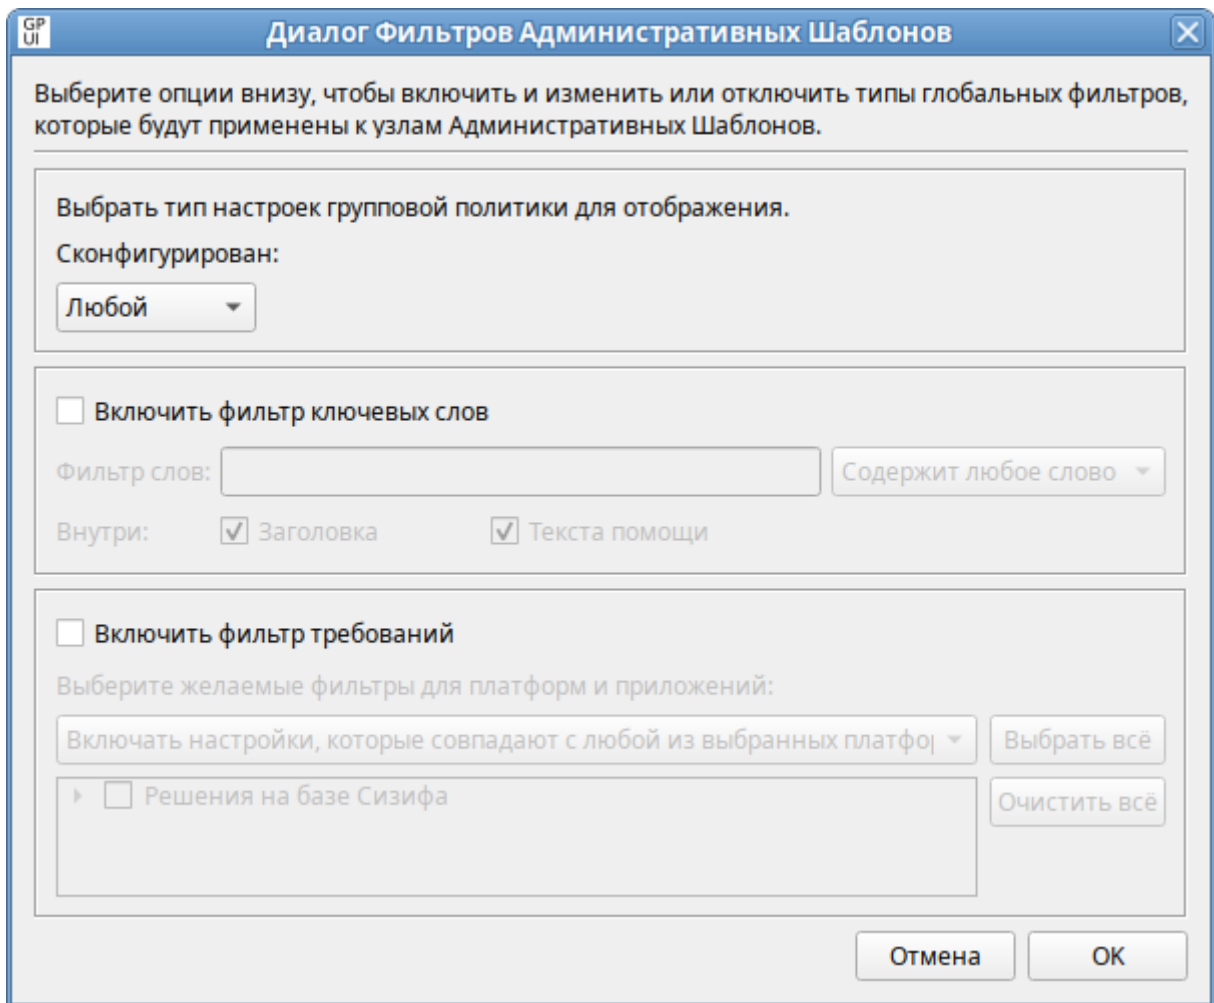 GP
UI
Диалог Фильтров Административных Шаблонов
Выберите опции внизу, чтобы включить и изменить или отключить типы глобальных фильтров,
которые будут применены к узлам Административных Шаблонов.
Выбрать тип настроек групповой политики для отображения.
Сконфигурирован:
Любой
Включить фильтр ключевых слов
Фильтр слов: Содержит любое слово
Внутри: Заголовка Текста помощи
Включить фильтр требований
Выберите желаемые фильтры для платформ и приложений:
Включать настройки, которые совпадают с любой из выбранных платфор Выбрать всё
Решения на базе Сизифа
Очистить всё
Отмена OK